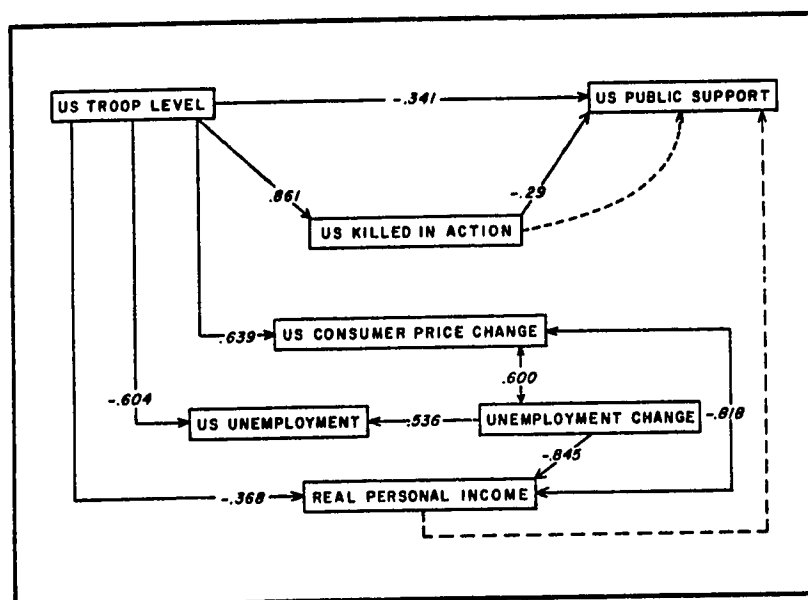 US TROOP LEVEL
-.341
US PUBLIC SUPPORT
.861
-.29
US KILLED IN ACTION
.639
US CONSUMER PRICE CHANGE
.600
-.604
US UNEMPLOYMENT
.536
UNEMPLOYMENT CHANGE
-.818
-.845
-.368
REAL PERSONAL INCOME